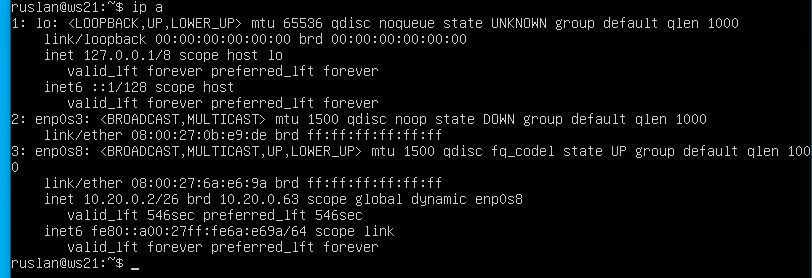 ruslan@ws21:~$ ip a
1: lo: <LOOPBACK,UP,LOWER_UP> mtu 65536 qdisc noqueue state UNKNOWN group default qlen 1000
    link/loopback 00:00:00:00:00:00 brd 00:00:00:00:00:00
    inet 127.0.0.1/8 scope host lo
       valid_lft forever preferred_lft forever
    inet6 ::1/128 scope host
       valid_lft forever preferred_lft forever
2: enp0s3: <BROADCAST,MULTICAST> mtu 1500 qdisc noop state DOWN group default qlen 1000
    link/ether 08:00:27:0b:e9:de brd ff:ff:ff:ff:ff:ff
3: enp0s8: <BROADCAST,MULTICAST,UP,LOWER_UP> mtu 1500 qdisc fq_codel state UP group default qlen 100
0
    link/ether 08:00:27:6a:e6:9a brd ff:ff:ff:ff:ff:ff
    inet 10.20.0.2/26 brd 10.20.0.63 scope global dynamic enp0s8
       valid_lft 546sec preferred_lft 546sec
    inet6 fe80::a00:27ff:fe6a:e69a/64 scope link
       valid_lft forever preferred_lft forever
ruslan@ws21:~$ _